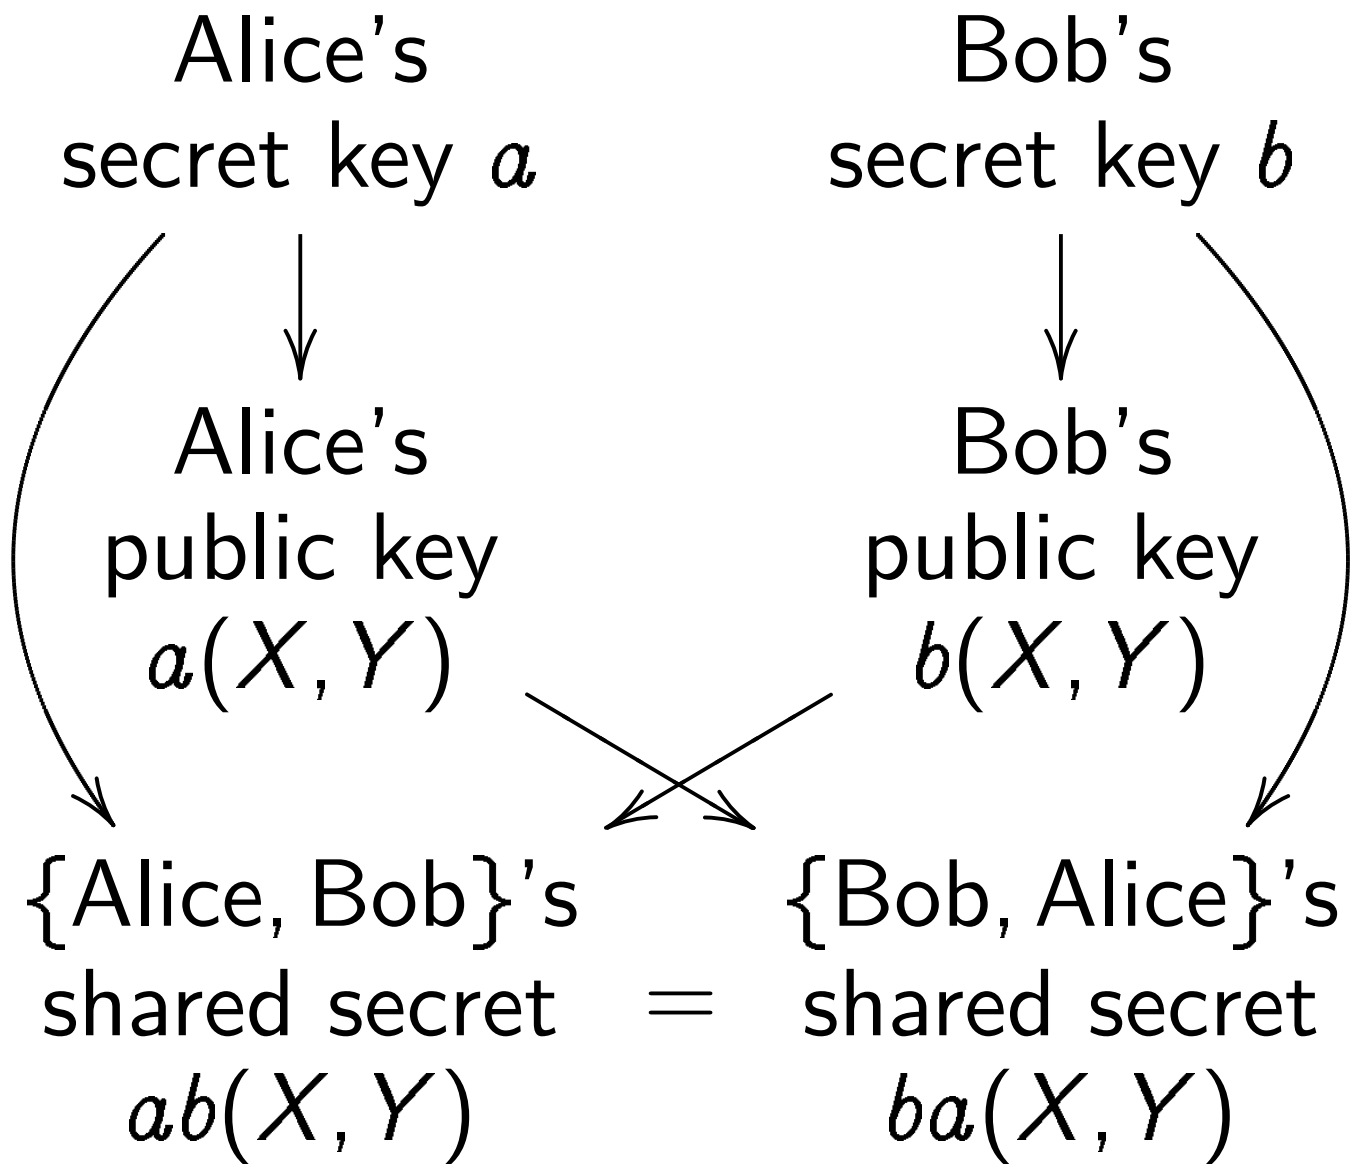 Alice’s
secret key a
Bob’s
secret key b
Alice’s
public key
a(X, Y)
Bob’s
public key
b(X, Y)
{Alice, Bob}’s
shared secret
ab(X, Y)
=
{Bob, Alice}’s
shared secret
ba(X, Y)